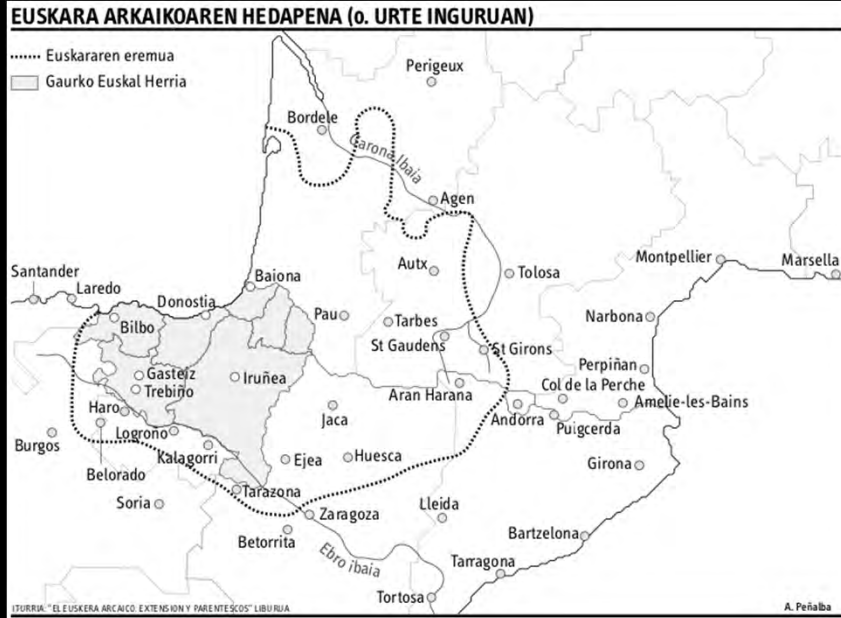 EUSKARA ARKAIKOAREN HEDAPENA (0. URTE INGURUAN)
Euskararen eremua
Gaurko Euskal Herria
Perigeux
Bordele
Garona Ibaia
Agen
Autx
Tolosa
Montpellier
Marsella
Santander
Laredo
Donostia
Baiona
Bilbo
Pau
Tarbes
Narbona
St Gaudens
St Girons
Gasteiz
Trebiño
Iruñea
Perpiñan
Aran Harana
Col de la Perche
Amelie-les-Bains
Haro
Jaca
Andorra
Puigcerda
Burgos
Logroño
Kalagorri
Belorado
Ejea
Huesca
Girona
Soria
Tarazona
Zaragoza
Lleida
Betorrita
Bartzelona
Ebro ibaia
Tarragona
Tortosa
ITURRIA: "EL EUSKERA ARCAICO. EXTENSION Y PARENTESCOS" LIBURUA
A. Peñalba